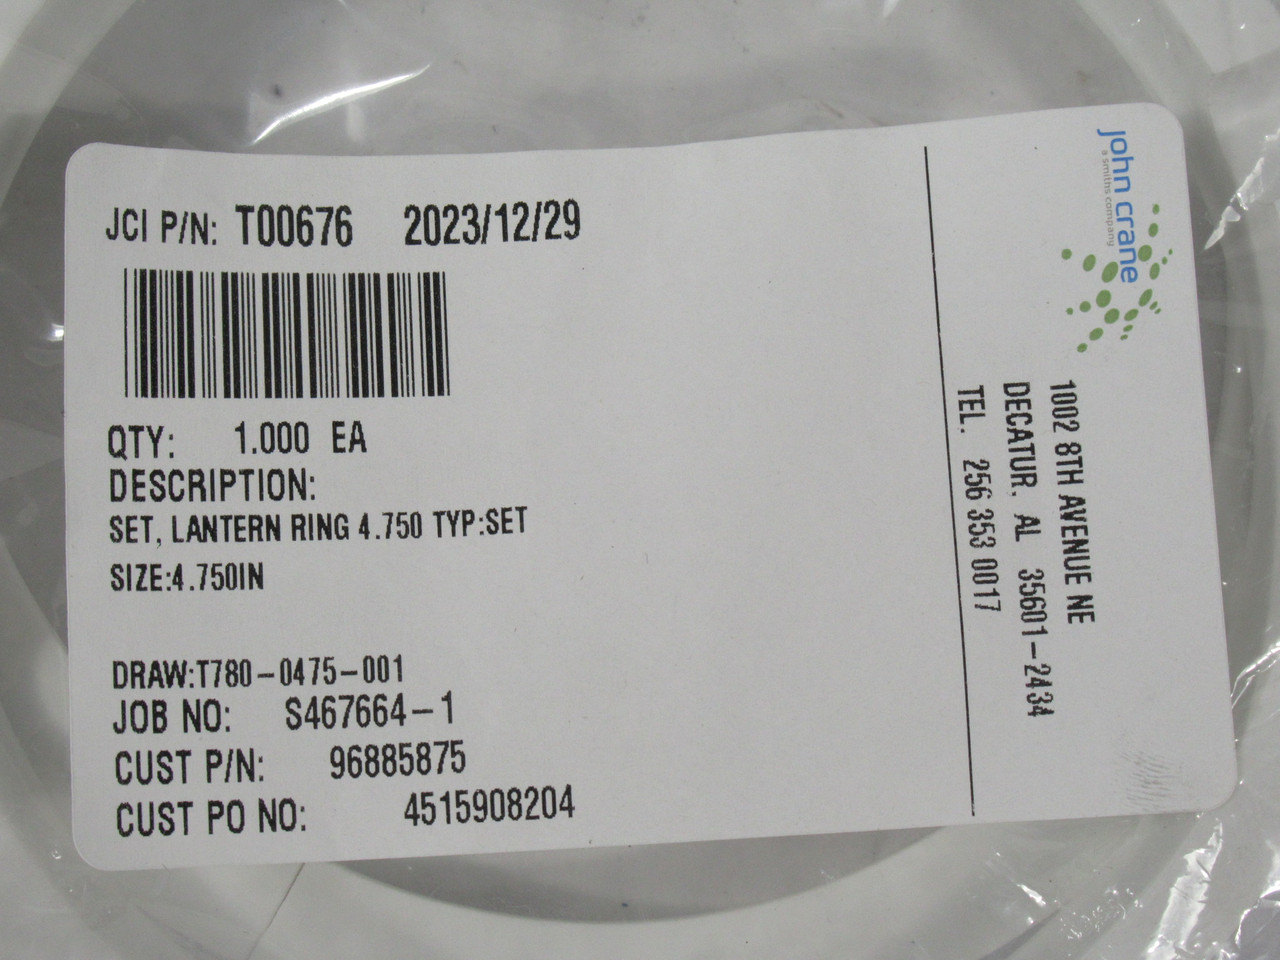 JCI P/N: T00676 2023/12/29
QTY: 1.000 EA
DESCRIPTION:
SET, LANTERN RING 4.750 TYP:SET
SIZE:4.750IN
DRAW:T780-0475-001
JOB NO: S467664-1
CUST P/N: 96885875
CUST PO NO: 4515908204
john crane
a smiths company
1002 8TH AVENUE NE
DECATUR, AL 35601-2434
TEL. 256 353 0017